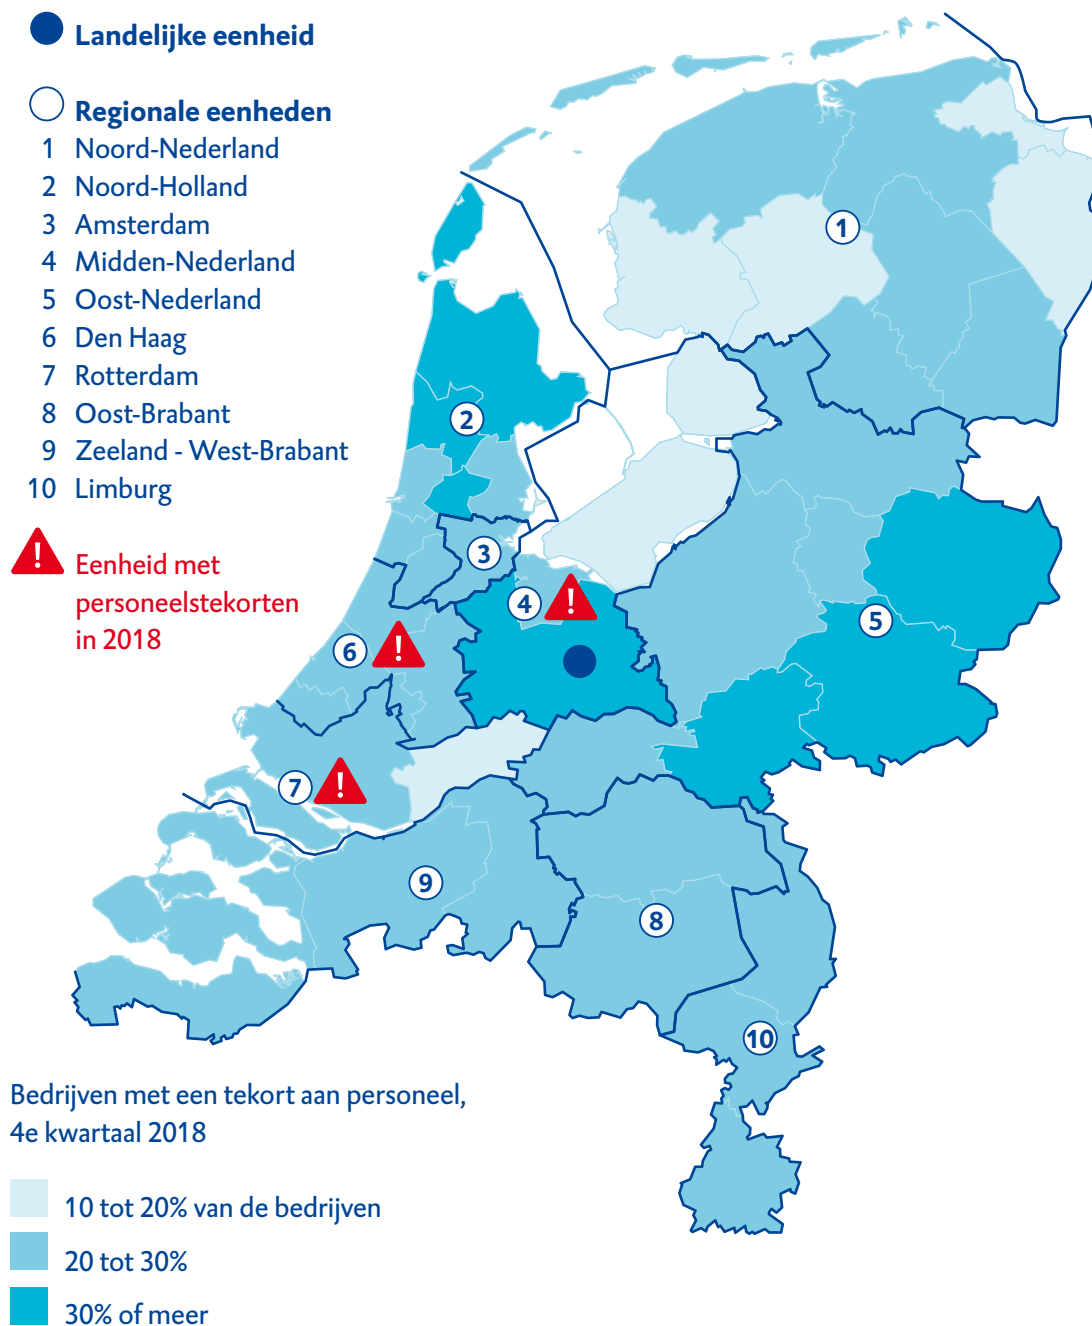 Landelijke eenheid
Regionale eenheden
1 Noord-Nederland
2 Noord-Holland
3 Amsterdam
4 Midden-Nederland
5 Oost-Nederland
6 Den Haag
7 Rotterdam
8 Oost-Brabant
9 Zeeland - West-Brabant
10 Limburg
! Eenheid met
personeelstekorten
in 2018
1
2
3
4 !
5
6 !
7 !
9
8
10
Bedrijven met een tekort aan personeel,
4e kwartaal 2018
10 tot 20% van de bedrijven
20 tot 30%
30% of meer